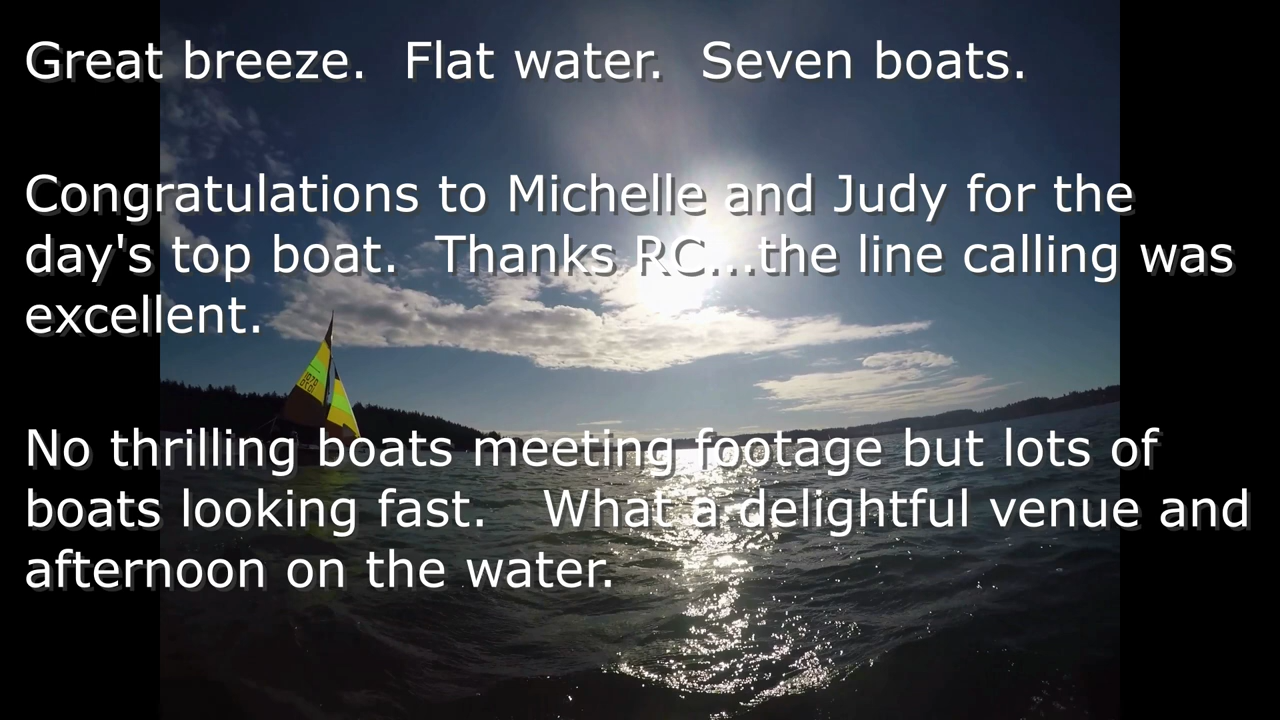 Great breeze.  Flat water.  Seven boats.
Congratulations to Michelle and Judy for the
day's top boat.  Thanks RC...the line calling was
excellent.
No thrilling boats meeting footage but lots of
boats looking fast.   What a delightful venue and
afternoon on the water.